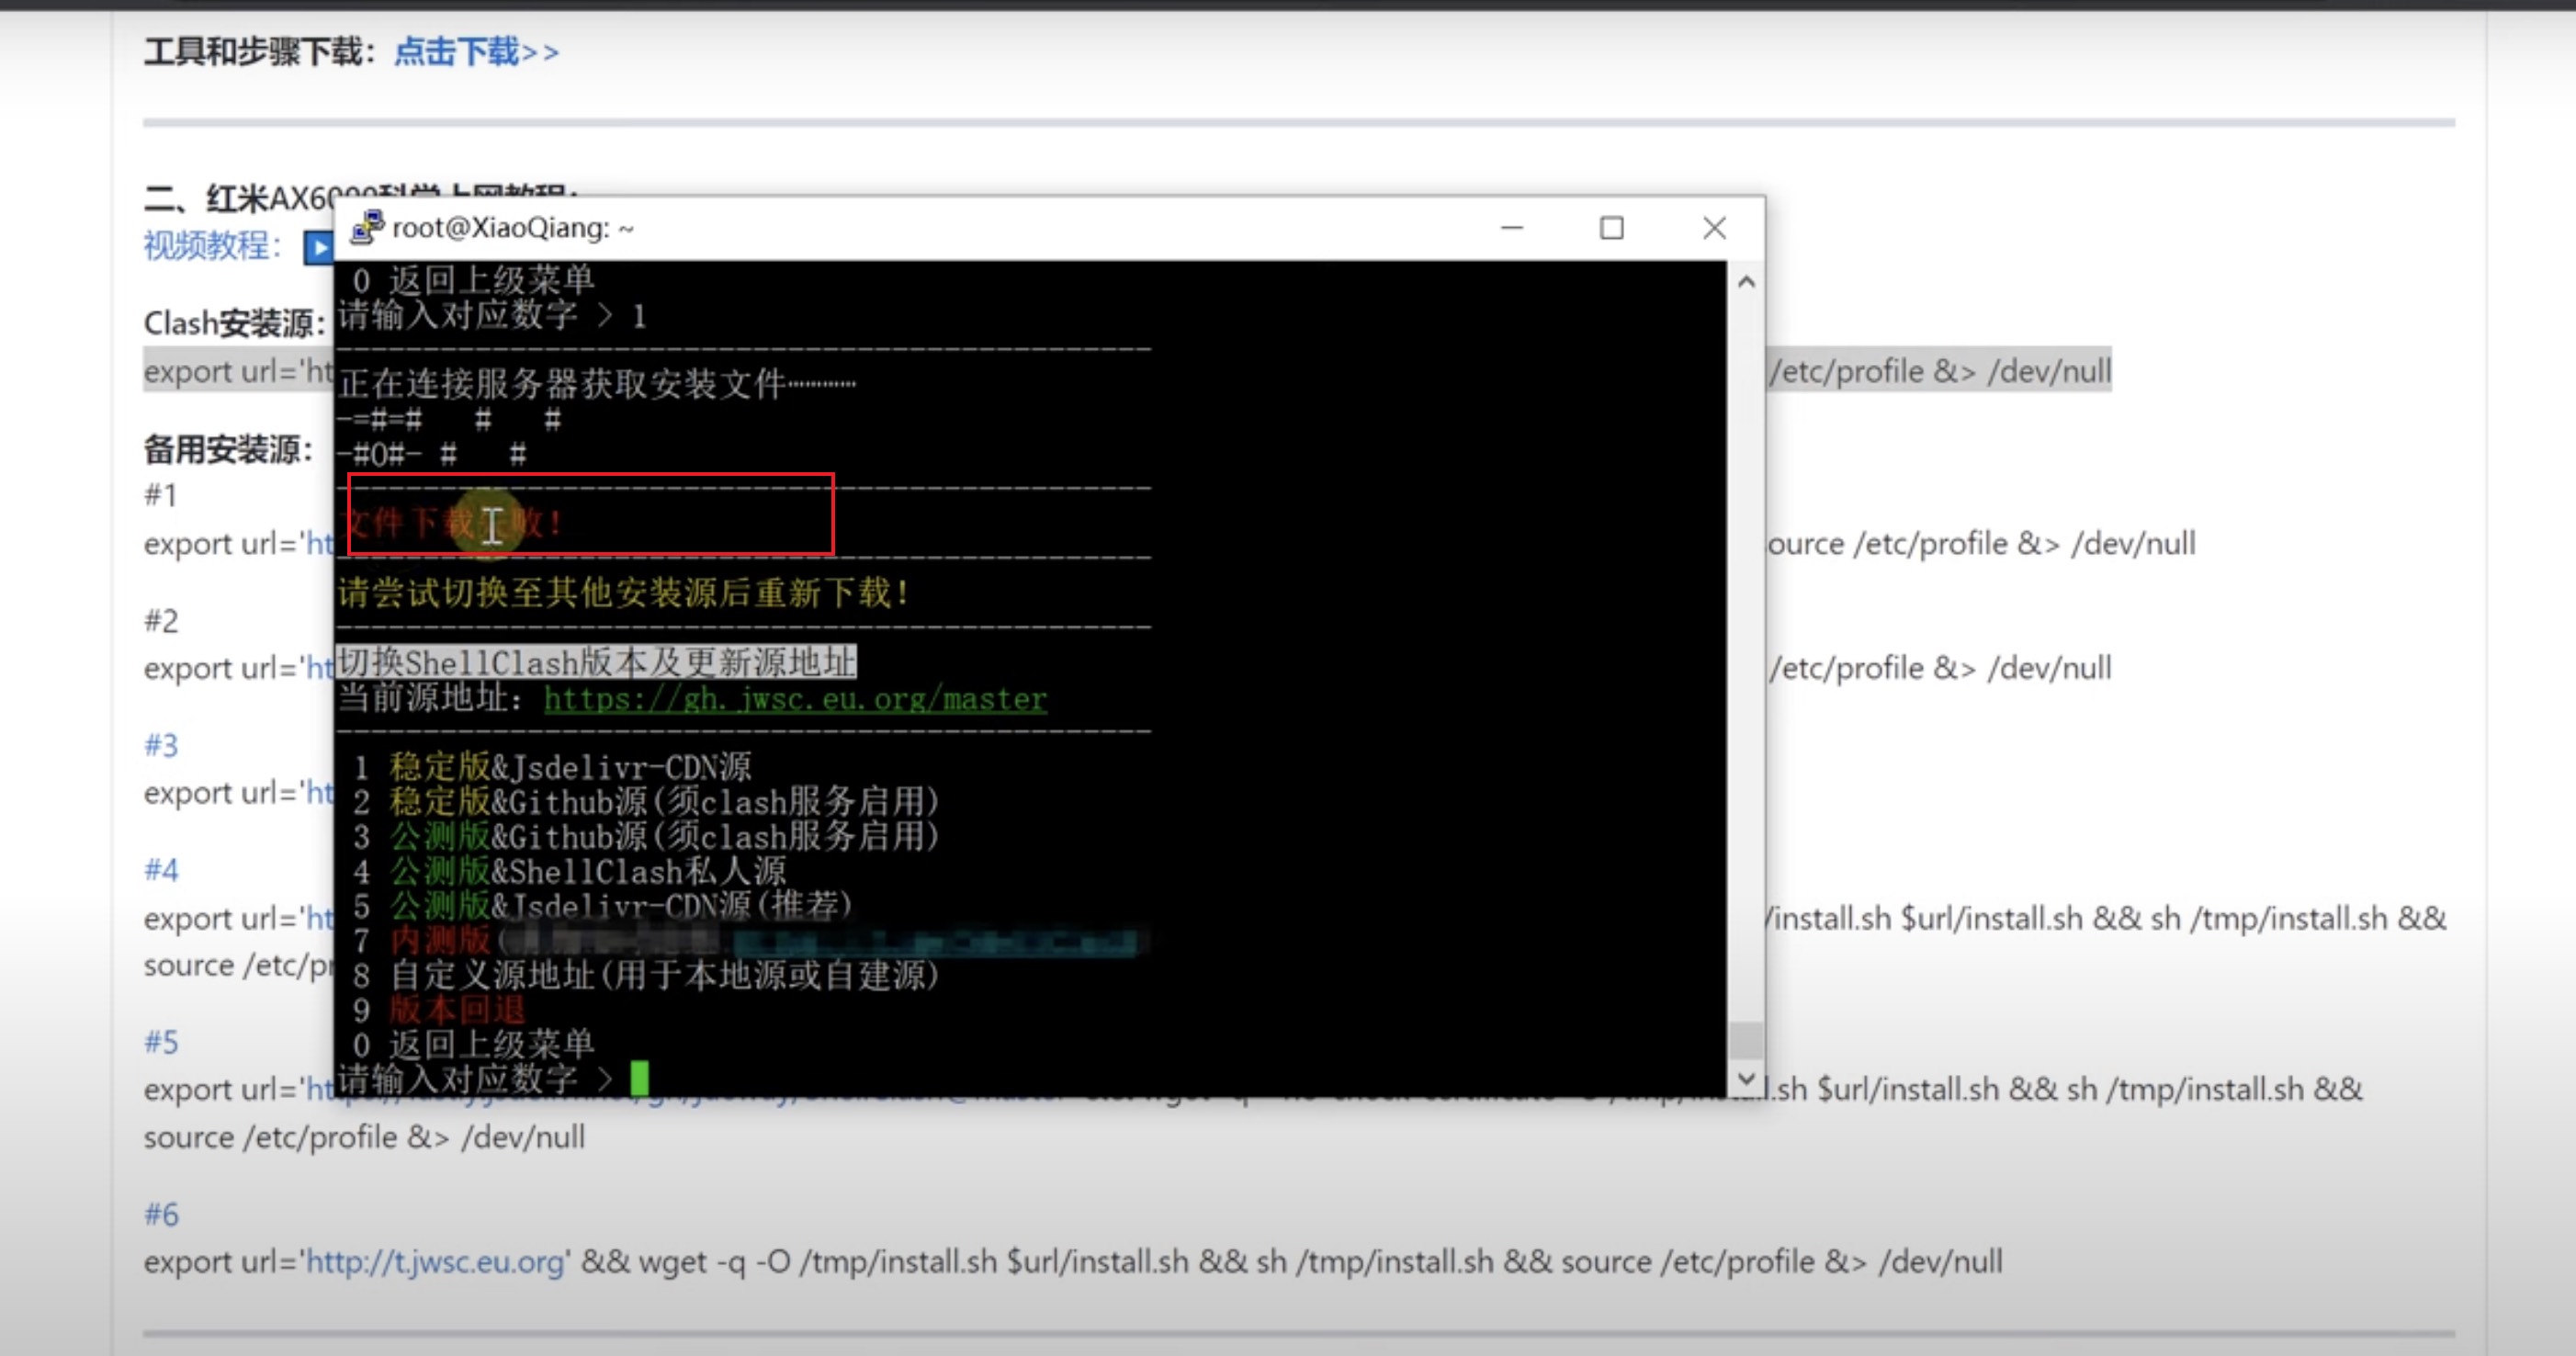 工具和步骤下载：点击下载>>
二、红米AX6000科学上网教程：
视频教程：
Clash安装源：
export url='ht
/etc/profile &> /dev/null
备用安装源：
#1
export url='ht
ource /etc/profile &> /dev/null
#2
export url='ht
/etc/profile &> /dev/null
#3
export url='ht
#4
export url='ht
/install.sh $url/install.sh && sh /tmp/install.sh &&
source /etc/pr
#5
export url='ht
.sh $url/install.sh && sh /tmp/install.sh &&
source /etc/profile &> /dev/null
#6
export url='http://t.jwsc.eu.org' && wget -q -O /tmp/install.sh $url/install.sh && sh /tmp/install.sh && source /etc/profile &> /dev/null
root@XiaoQiang: ~
0 返回上级菜单
请输入对应数字 > 1
正在连接服务器获取安装文件…………
-=#=#   #   #
-#O#- #   #
文件下载失败！
请尝试切换至其他安装源后重新下载！
切换ShellClash版本及更新源地址
当前源地址：https://gh.jwsc.eu.org/master
1 稳定版&Jsdelivr-CDN源
2 稳定版&Github源(须clash服务启用)
3 公测版&Github源(须clash服务启用)
4 公测版&ShellClash私人源
5 公测版&Jsdelivr-CDN源(推荐)
7 内测版(
8 自定义源地址(用于本地源或自建源)
9 版本回退
0 返回上级菜单
请输入对应数字 >